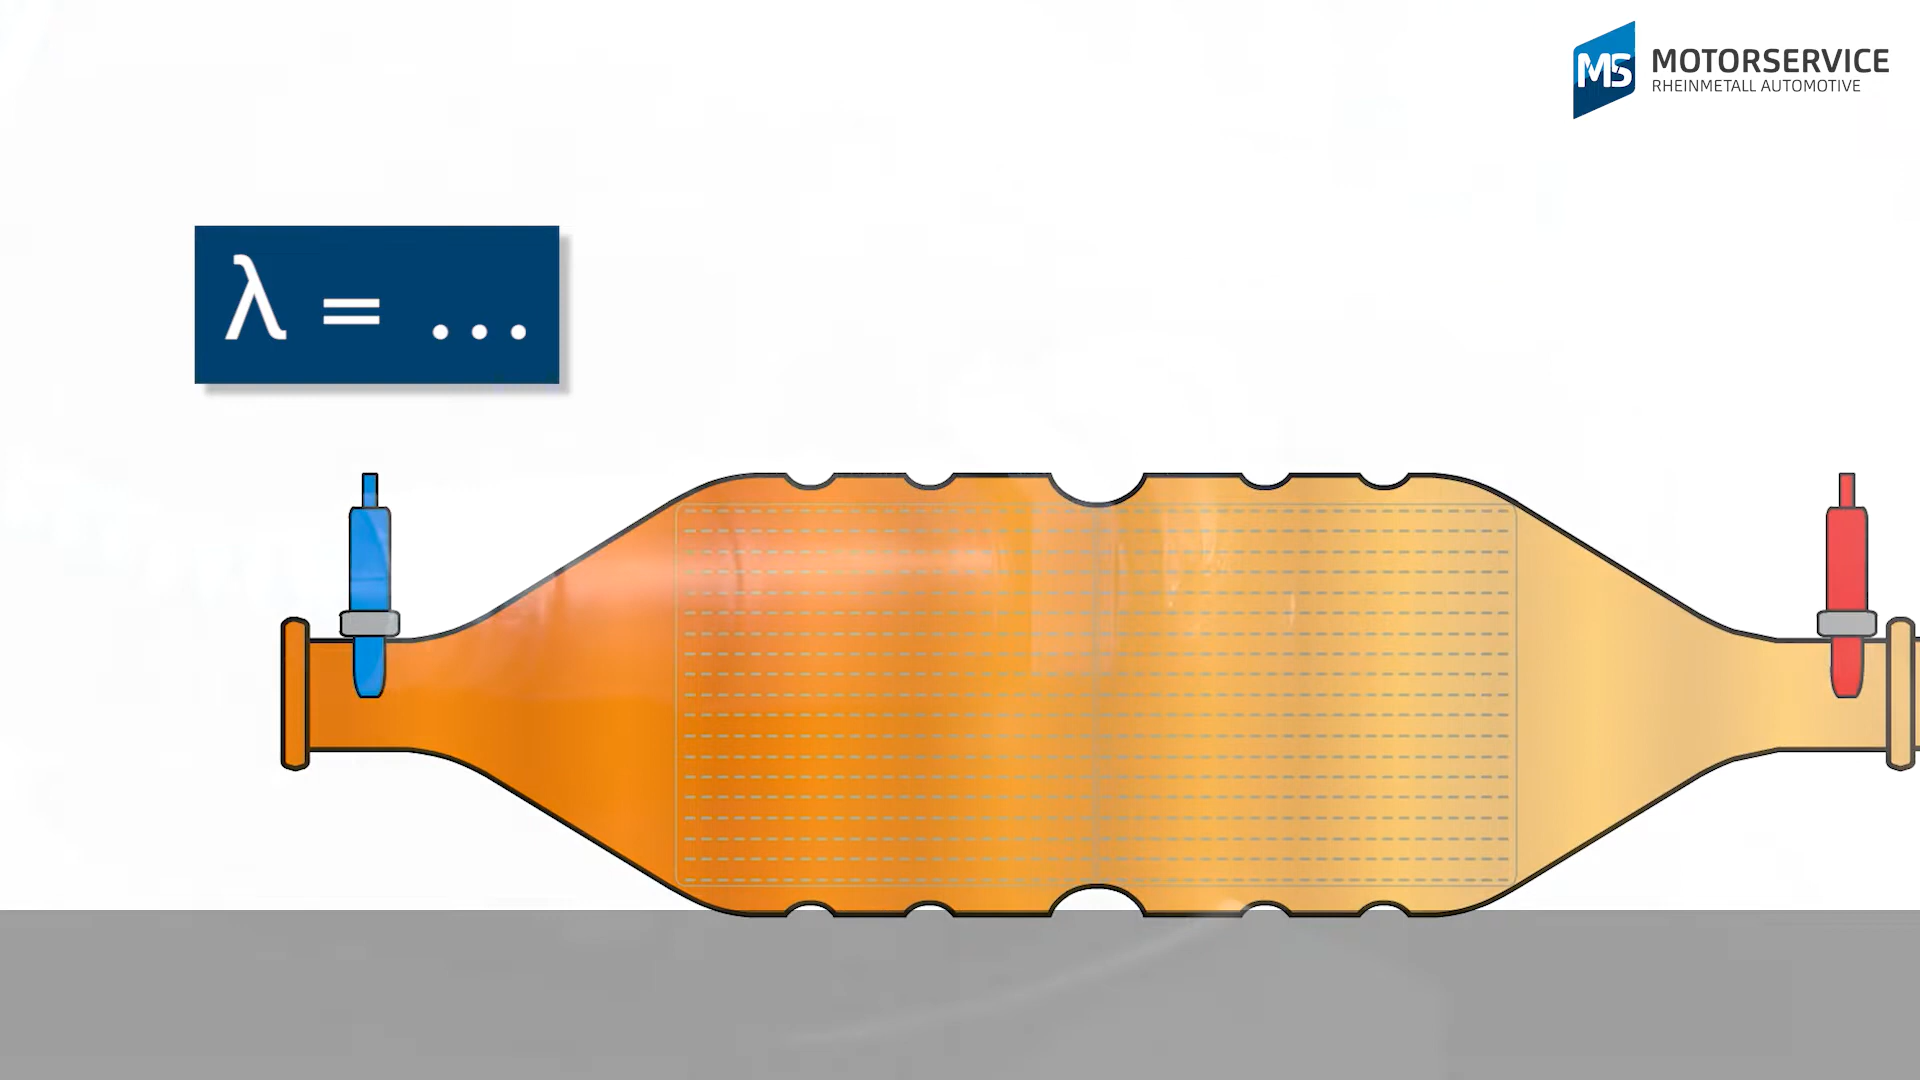 MS MOTORSERVICE
RHEINMETALL AUTOMOTIVE
λ = ...